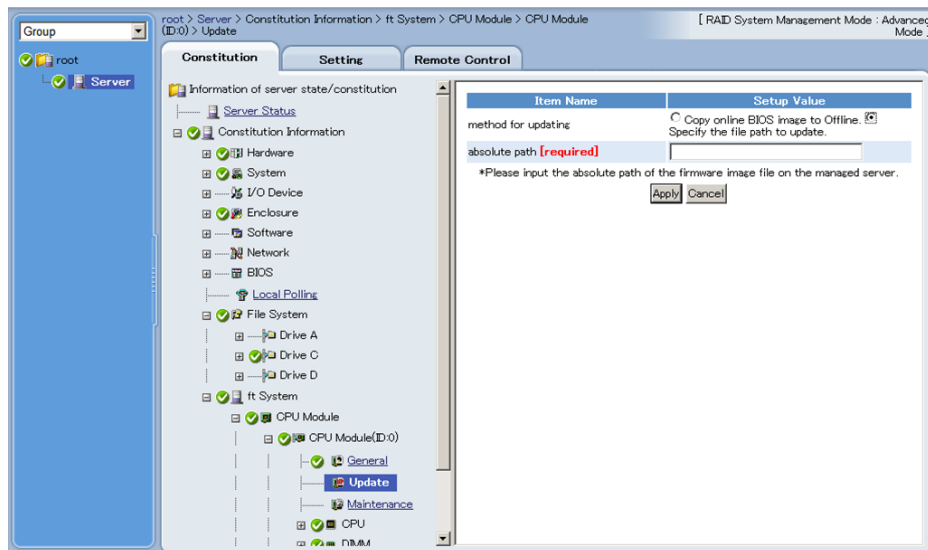 Group
root
Server
root > Server > Constitution Information > ft System > CPU Module > CPU Module
(ID:0) > Update
[ RAID System Management Mode : Advanced
Mode ]
Constitution
Setting
Remote Control
Information of server state/constitution
Server Status
Constitution Information
Hardware
System
I/O Device
Enclosure
Software
Network
BIOS
Local Polling
File System
Drive A
Drive C
Drive D
ft System
CPU Module
CPU Module(ID:0)
General
Update
Maintenance
CPU
DIMM
Item Name
Setup Value
method for updating
Copy online BIOS image to Offline.
Specify the file path to update.
absolute path [required]
*Please input the absolute path of the firmware image file on the managed server.
Apply
Cancel